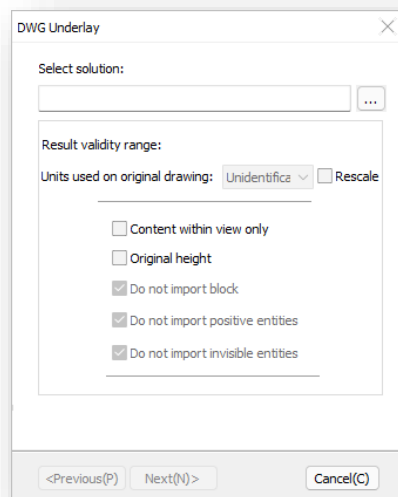 DWG Underlay
Select solution:
...
Result validity range:
Units used on original drawing: Unidentifica Rescale
Content within view only
Original height
Do not import block
Do not import positive entities
Do not import invisible entities
<Previous(P) Next(N)> Cancel(C)